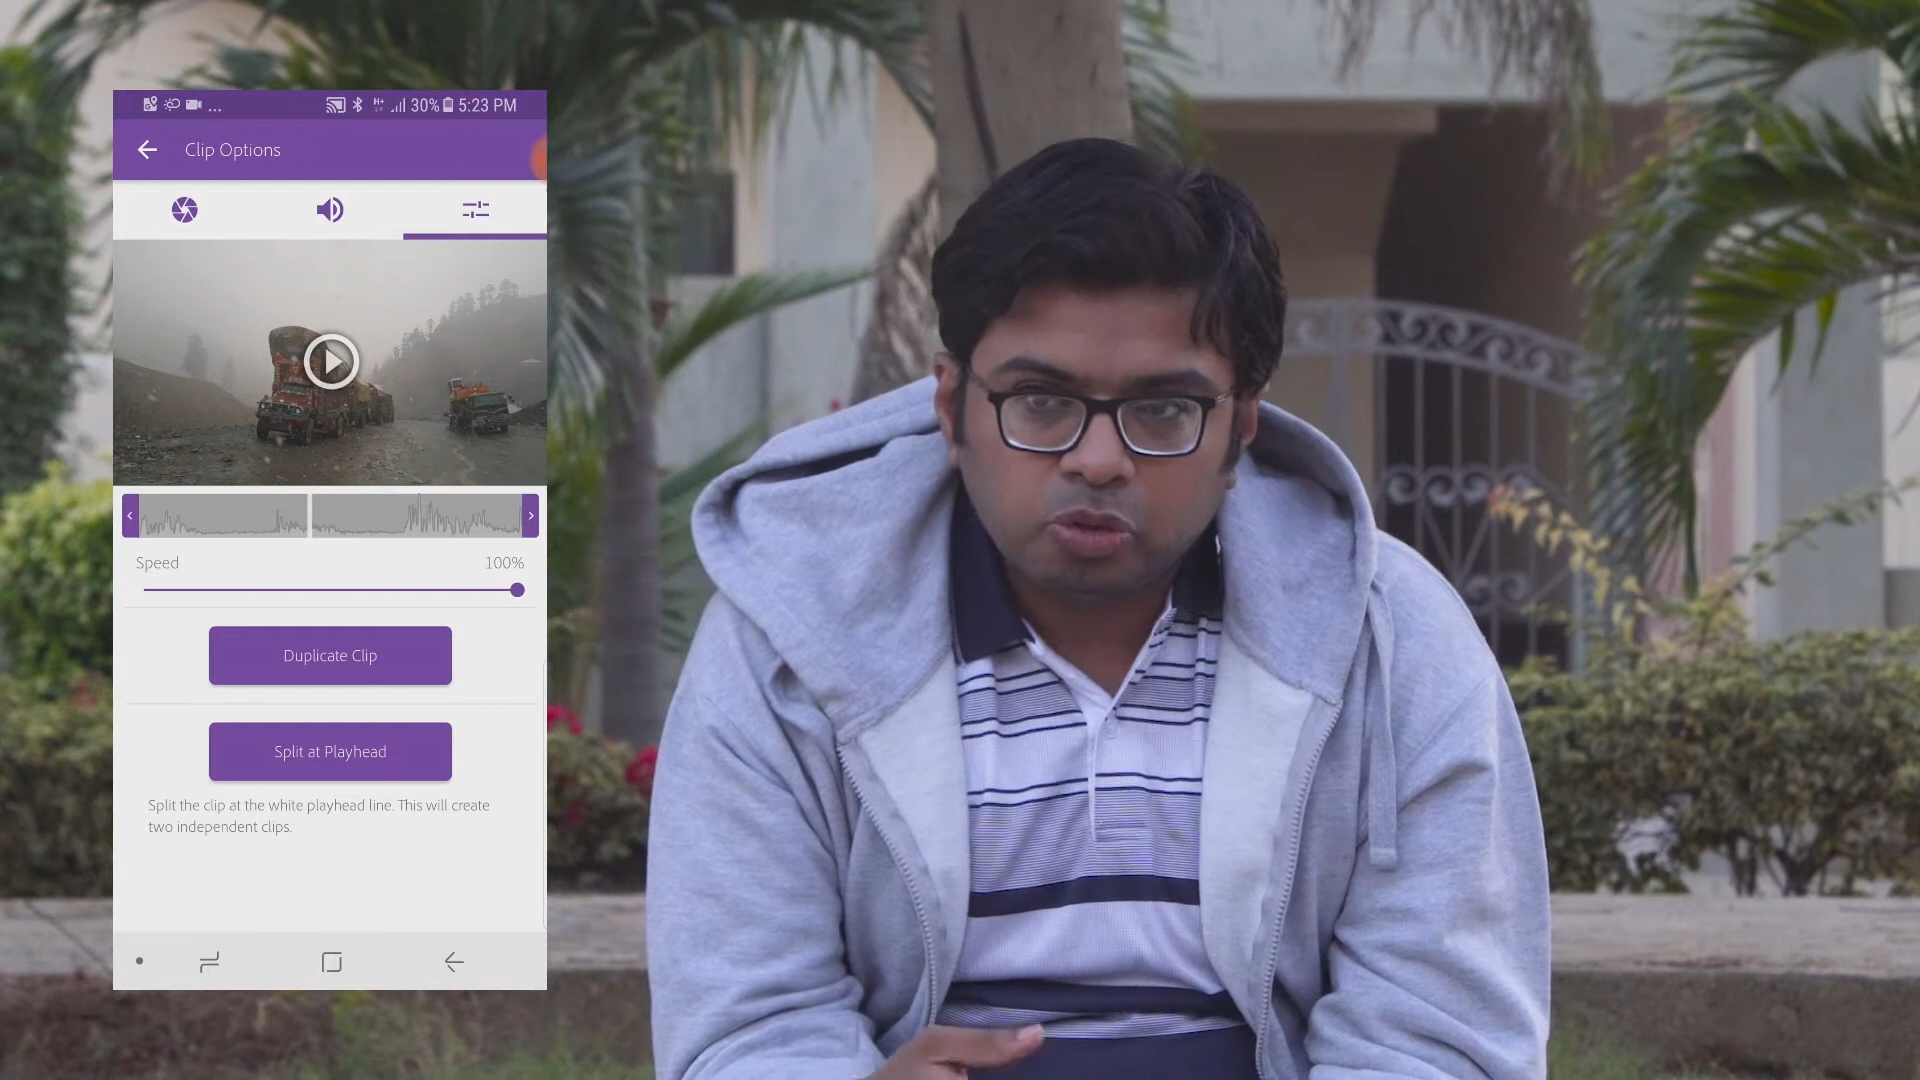 ... H+ 30% 5:23 PM
Clip Options
Speed 100%
Duplicate Clip
Split at Playhead
Split the clip at the white playhead line. This will create
two independent clips.